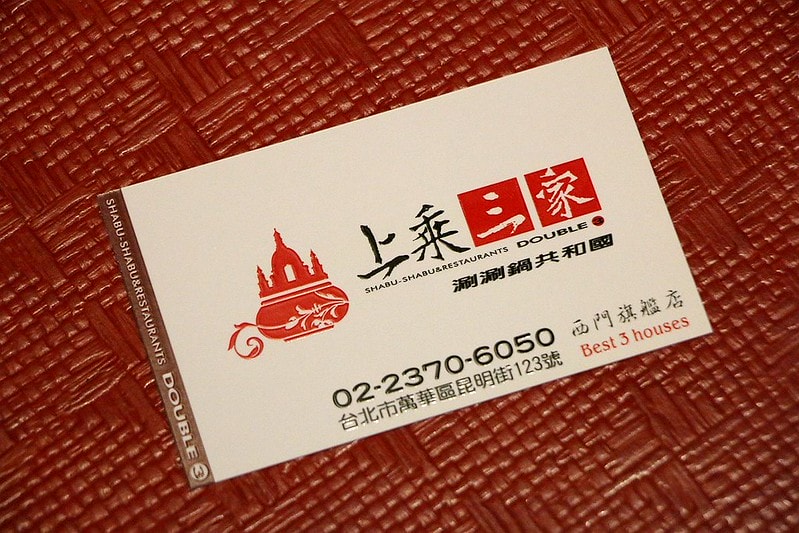 SHABU-SHABU&RESTAURANTS DOUBLE 3
上乘三家
SHABU-SHABU&RESTAURANTS DOUBLE 3
涮涮鍋共和國
西門旗艦店
Best 3 houses
02-2370-6050
台北市萬華區昆明街123號